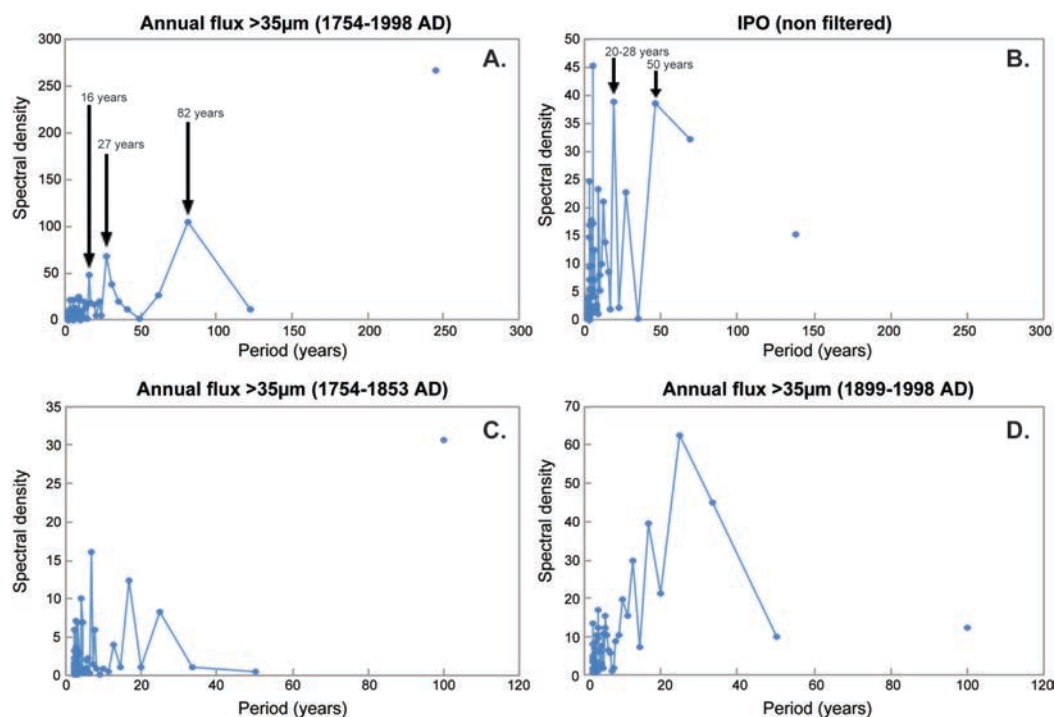 Annual flux >35µm (1754-1998 AD)
A.
300
250
200
150
100
50
0
Spectral density
16 years
27 years
82 years
0 50 100 150 200 250 300
Period (years)
IPO (non filtered)
B.
50
45
40
35
30
25
20
15
10
5
0
Spectral density
20-28 years
50 years
0 50 100 150 200 250 300
Period (years)
Annual flux >35µm (1754-1853 AD)
C.
35
30
25
20
15
10
5
0
Spectral density
0 20 40 60 80 100 120
Period (years)
Annual flux >35µm (1899-1998 AD)
D.
70
60
50
40
30
20
10
0
Spectral density
0 20 40 60 80 100 120
Period (years)